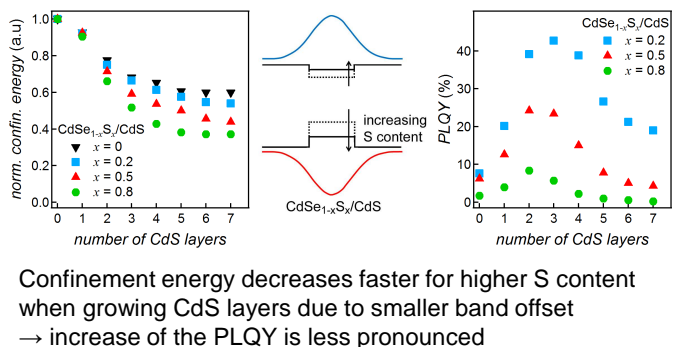 norm. confin. energy (a.u)
1.0
0.8
0.6
0.4
0.2
0.0
CdSe1-xSx/CdS
x = 0
x = 0.2
x = 0.5
x = 0.8
0 1 2 3 4 5 6 7
number of CdS layers
increasing
S content
CdSe1-xSx/CdS
PLQY (%)
40
30
20
10
0
CdSe1-xSx/CdS
x = 0.2
x = 0.5
x = 0.8
0 1 2 3 4 5 6 7
number of CdS layers
Confinement energy decreases faster for higher S content
when growing CdS layers due to smaller band offset
→ increase of the PLQY is less pronounced